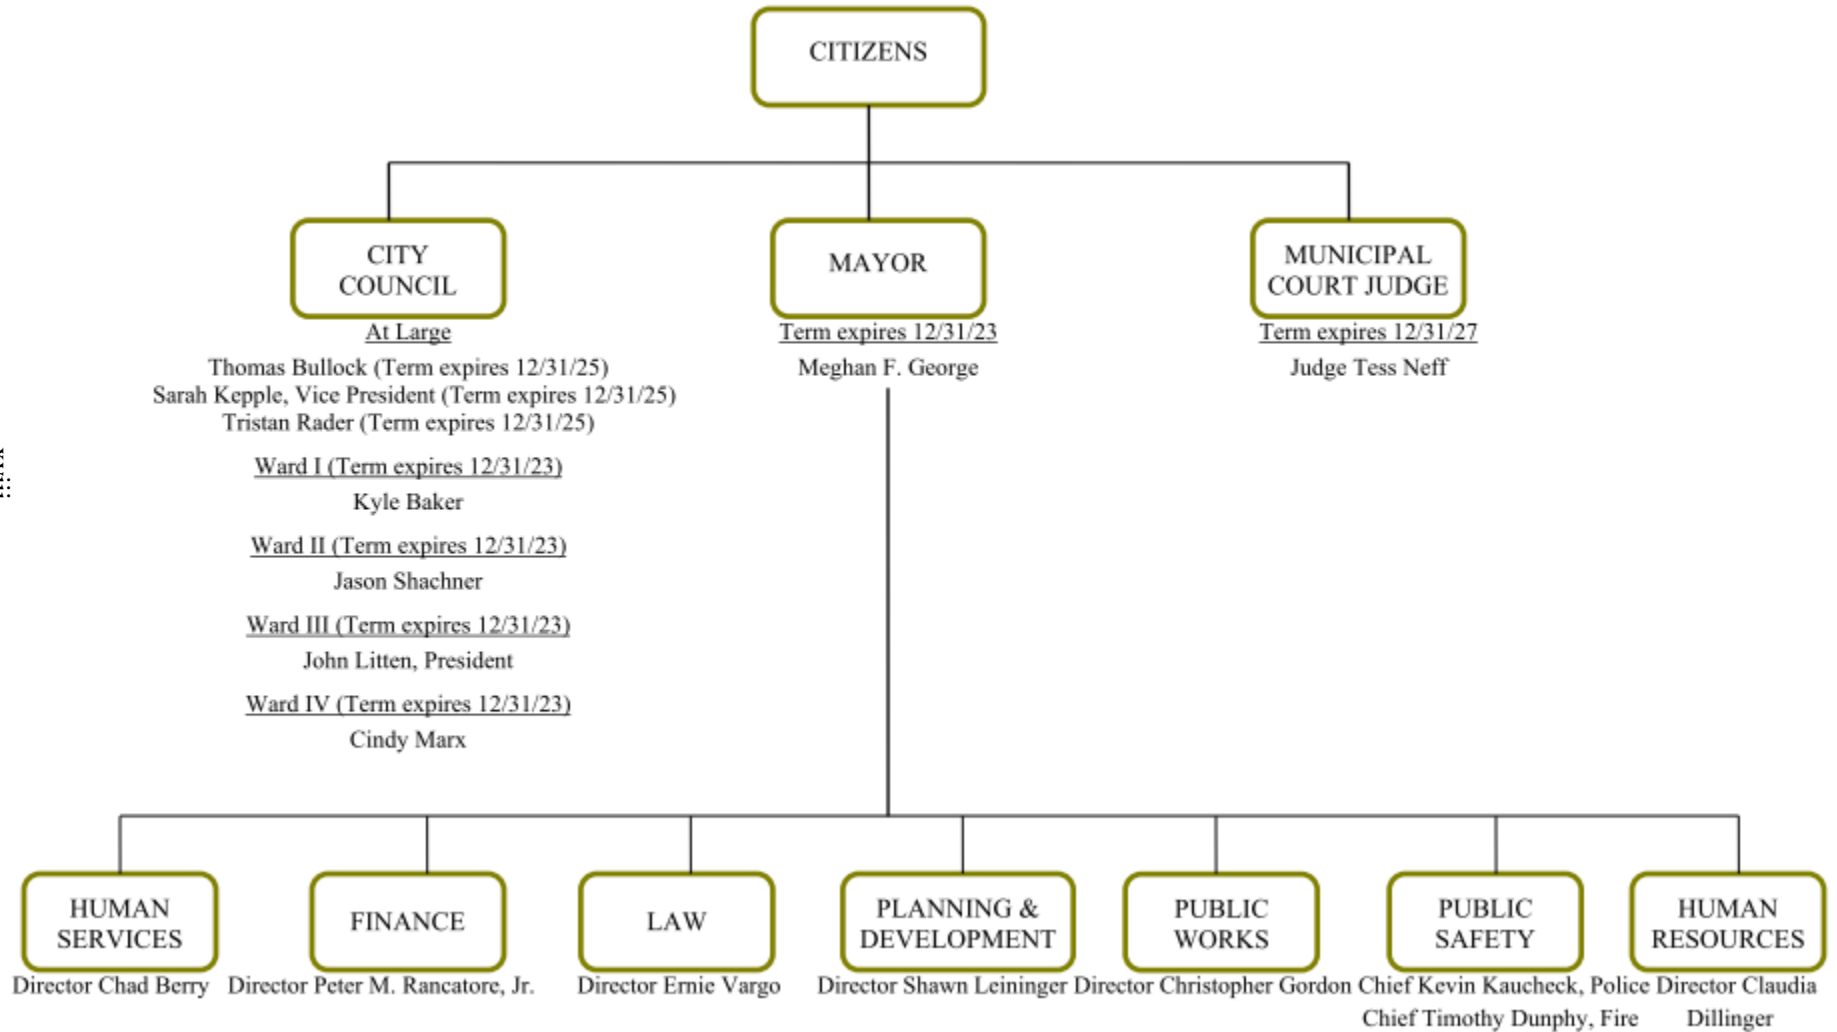 CITIZENS
CITY
COUNCIL
At Large
Thomas Bullock (Term expires 12/31/25)
Sarah Kepple, Vice President (Term expires 12/31/25)
Tristan Rader (Term expires 12/31/25)
Ward I (Term expires 12/31/23)
Kyle Baker
Ward II (Term expires 12/31/23)
Jason Shachner
Ward III (Term expires 12/31/23)
John Litten, President
Ward IV (Term expires 12/31/23)
Cindy Marx
MAYOR
Term expires 12/31/23
Meghan F. George
MUNICIPAL
COURT JUDGE
Term expires 12/31/27
Judge Tess Neff
HUMAN
SERVICES
Director Chad Berry
FINANCE
Director Peter M. Rancatore, Jr.
LAW
Director Ernie Vargo
PLANNING &
DEVELOPMENT
Director Shawn Leininger
PUBLIC
WORKS
Director Christopher Gordon
PUBLIC
SAFETY
Chief Kevin Kaucheck, Police
Chief Timothy Dunphy, Fire
HUMAN
RESOURCES
Director Claudia
Dillinger